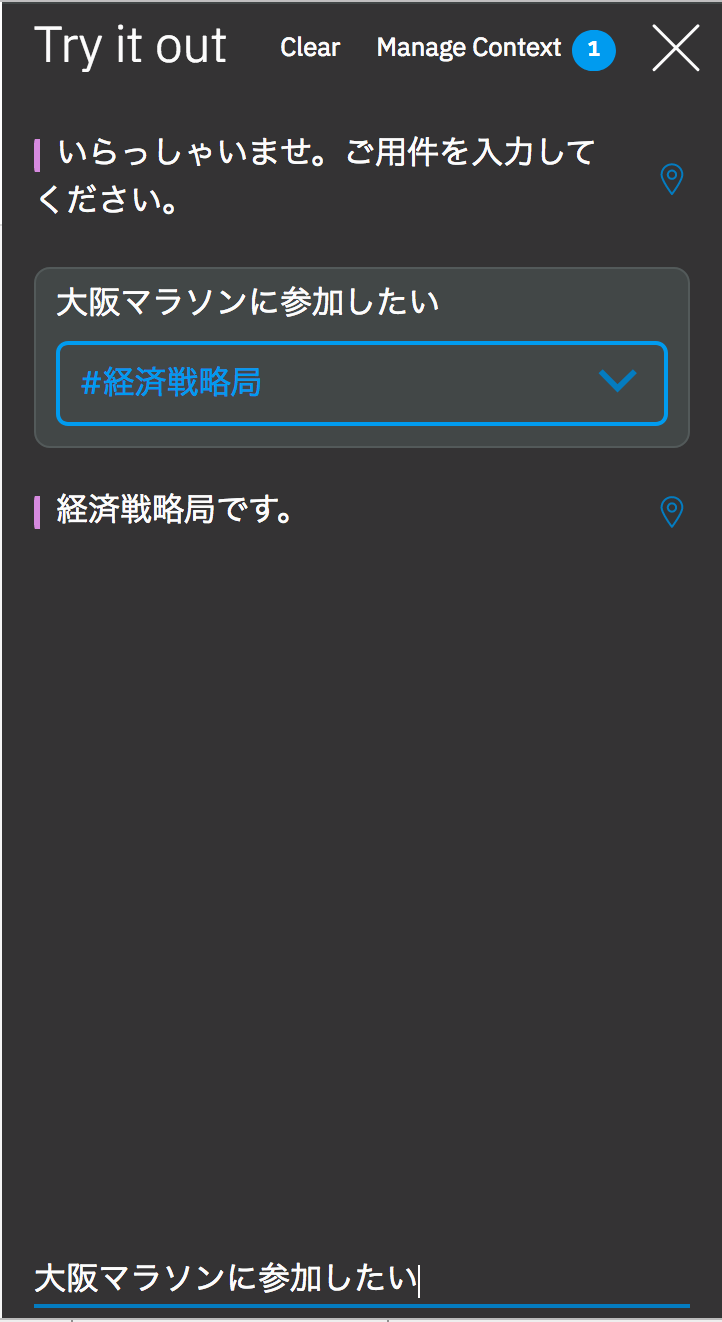 Try it out
Clear
Manage Context
1
いらっしゃいませ。ご用件を入力して
ください。
大阪マラソンに参加したい
#経済戦略局
経済戦略局です。
大阪マラソンに参加したい